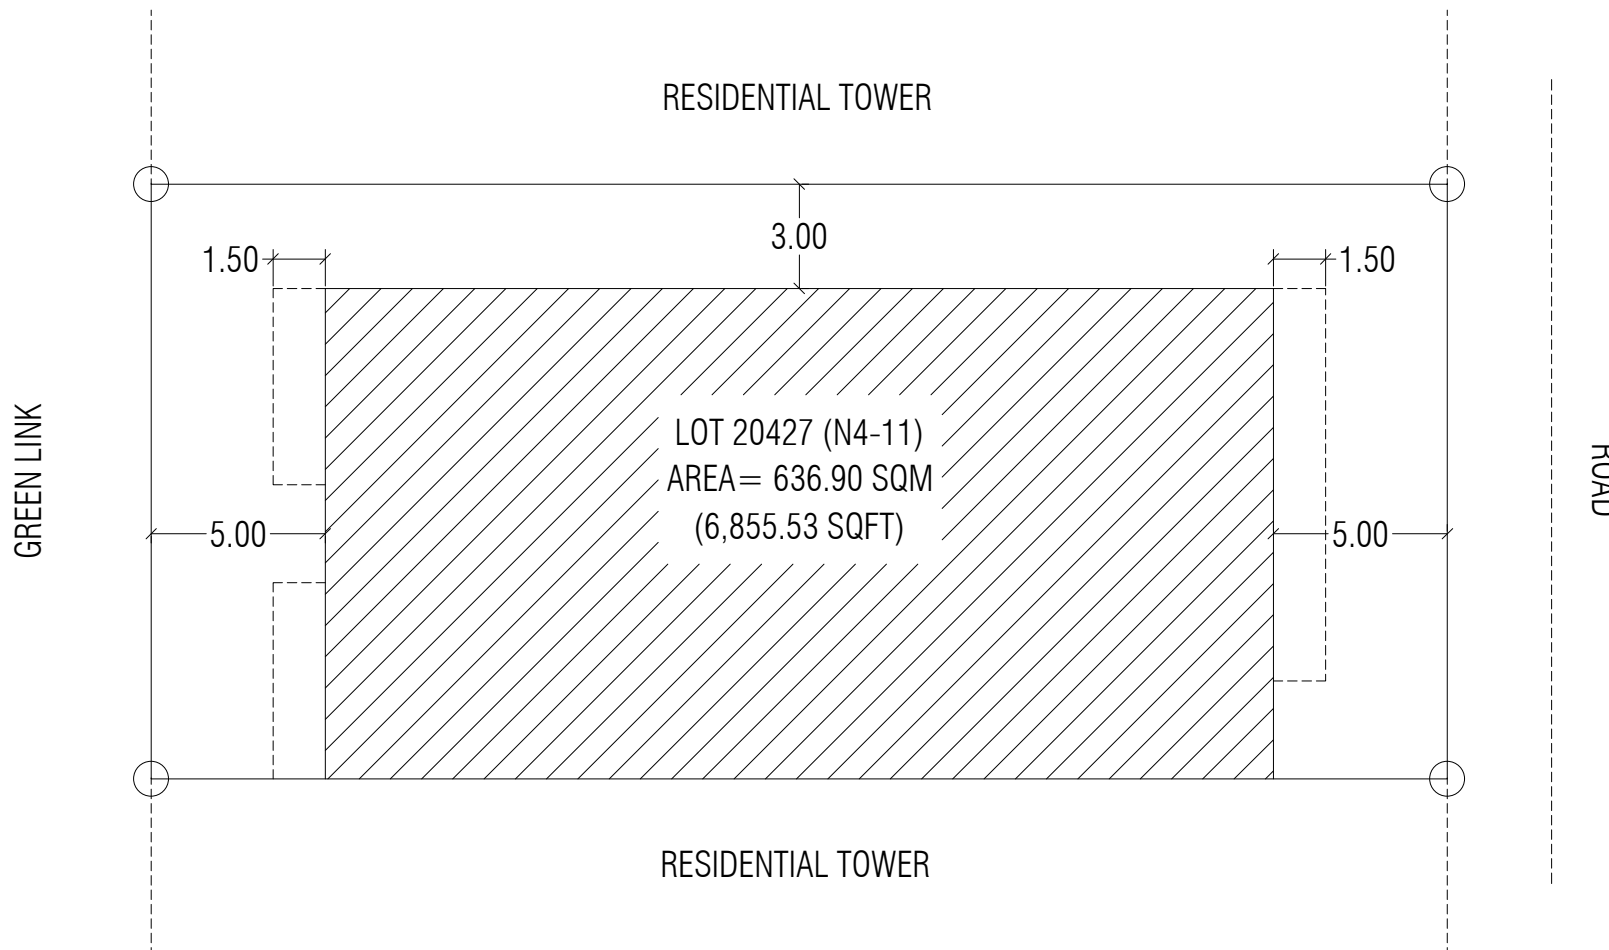 RESIDENTIAL TOWER
3.00
1.50
1.50
GREEN LINK
LOT 20427 (N4-11)
AREA= 636.90 SQM
(6,855.53 SQFT)
ROAD
5.00
5.00
RESIDENTIAL TOWER